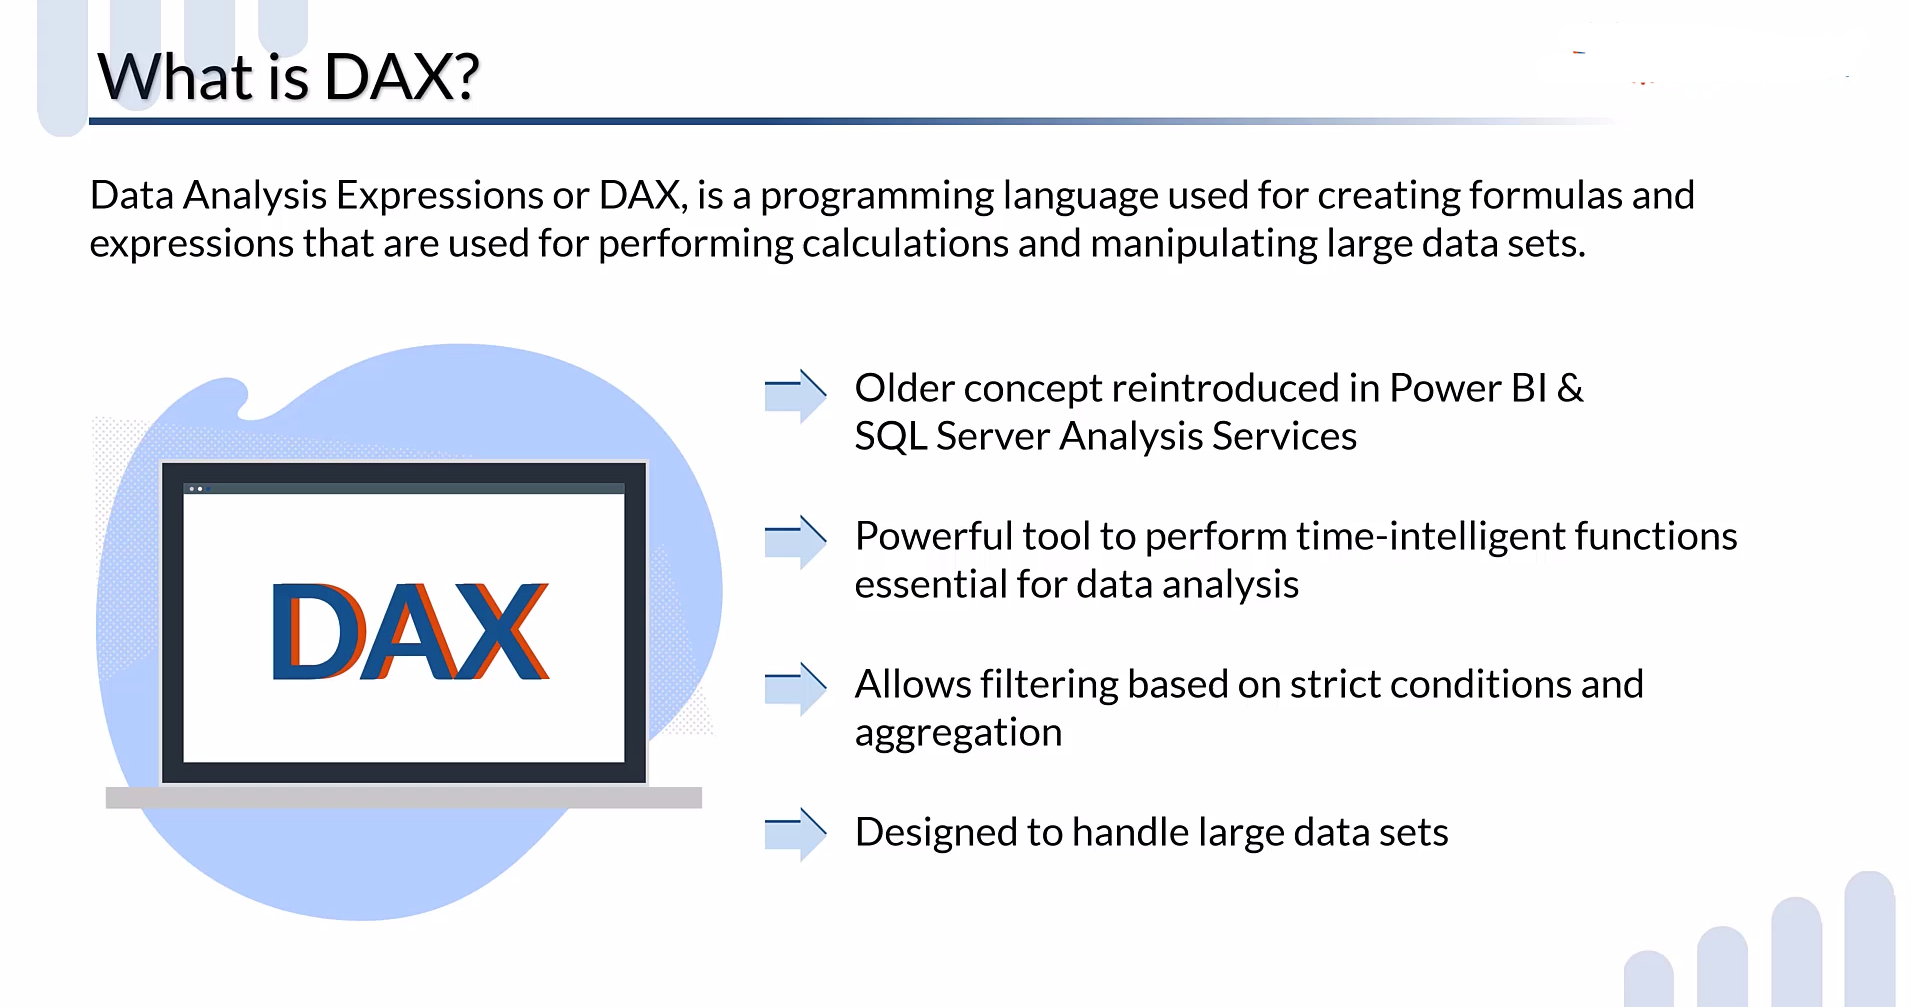 What is DAX?
Data Analysis Expressions or DAX, is a programming language used for creating formulas and
expressions that are used for performing calculations and manipulating large data sets.
DAX
Older concept reintroduced in Power BI &
SQL Server Analysis Services
Powerful tool to perform time-intelligent functions
essential for data analysis
Allows filtering based on strict conditions and
aggregation
Designed to handle large data sets